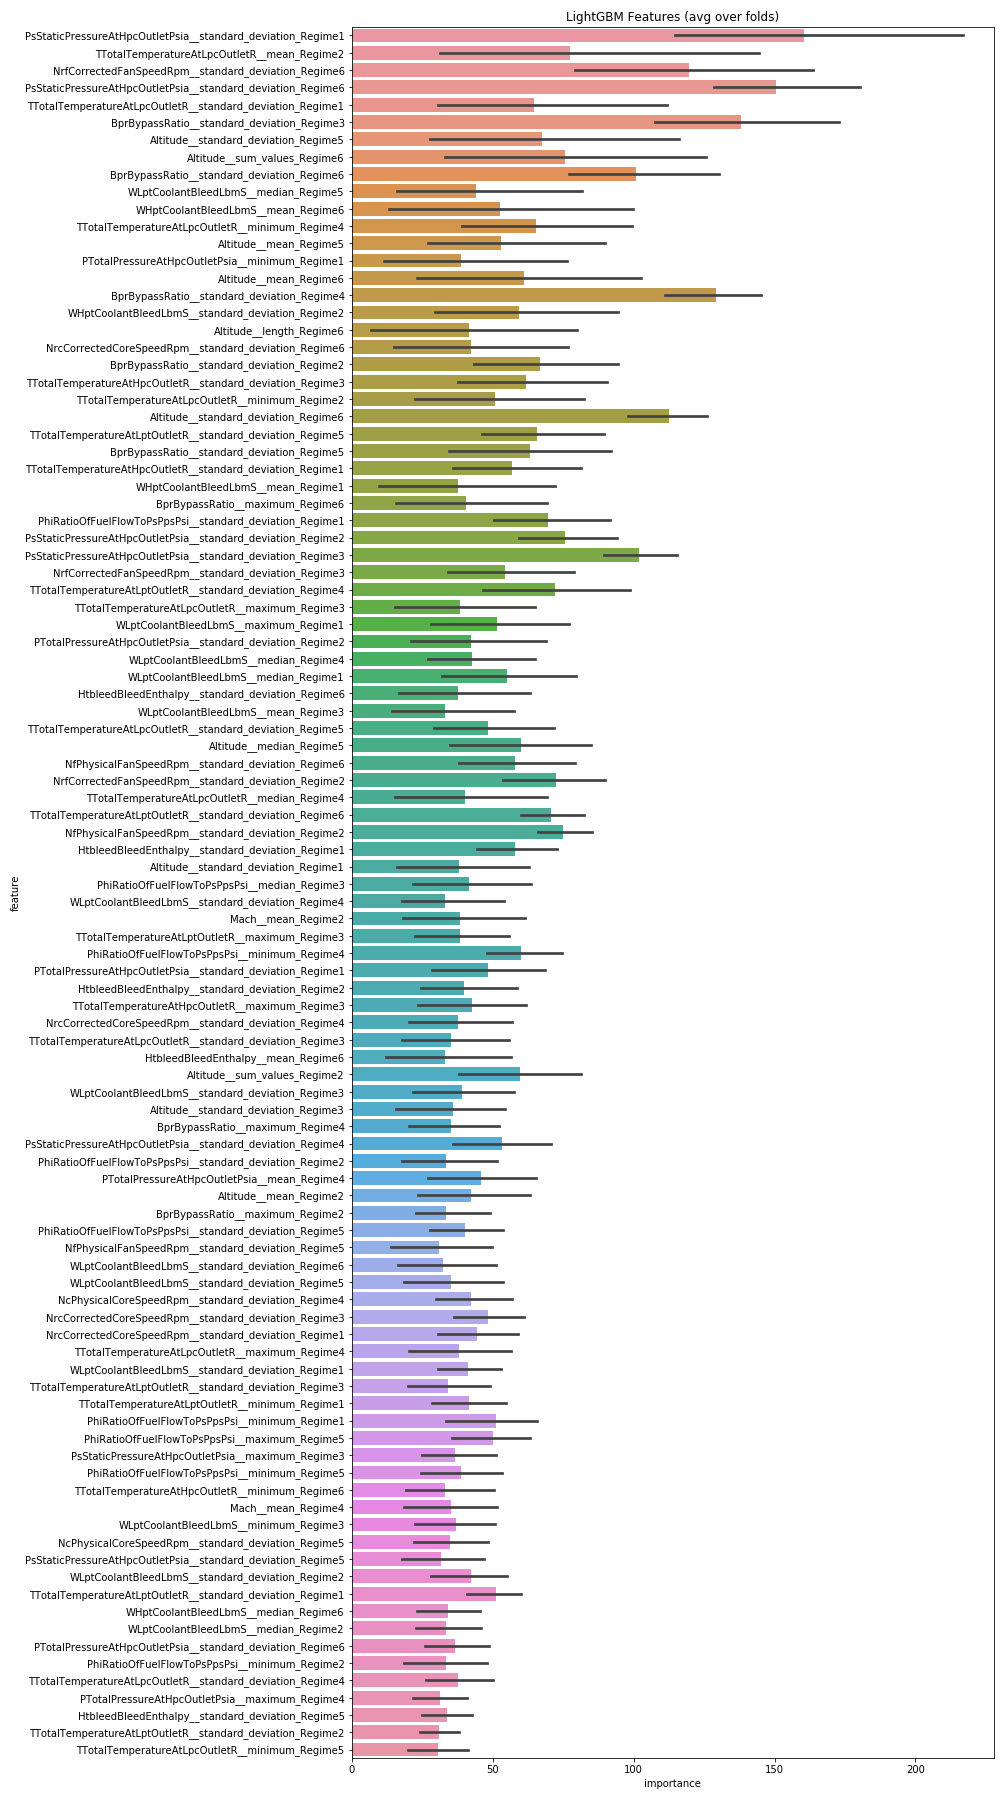 LightGBM Features (avg over folds)
PsStaticPressureAtHpcOutletPsia__standard_deviation_Regime1
TTotalTemperatureAtLpcOutletR__mean_Regime2
NrfCorrectedFanSpeedRpm__standard_deviation_Regime6
PsStaticPressureAtHpcOutletPsia__standard_deviation_Regime6
TTotalTemperatureAtLpcOutletR__standard_deviation_Regime1
BprBypassRatio__standard_deviation_Regime3
Altitude__standard_deviation_Regime5
Altitude__sum_values_Regime6
BprBypassRatio__standard_deviation_Regime6
WLptCoolantBleedLbmS__median_Regime5
WHptCoolantBleedLbmS__mean_Regime6
TTotalTemperatureAtLpcOutletR__minimum_Regime4
Altitude__mean_Regime5
PTotalPressureAtHpcOutletPsia__minimum_Regime1
Altitude__mean_Regime6
BprBypassRatio__standard_deviation_Regime4
WHptCoolantBleedLbmS__standard_deviation_Regime2
Altitude__length_Regime6
NrcCorrectedCoreSpeedRpm__standard_deviation_Regime6
BprBypassRatio__standard_deviation_Regime2
TTotalTemperatureAtHpcOutletR__standard_deviation_Regime3
TTotalTemperatureAtLpcOutletR__minimum_Regime2
Altitude__standard_deviation_Regime6
TTotalTemperatureAtLptOutletR__standard_deviation_Regime5
BprBypassRatio__standard_deviation_Regime5
TTotalTemperatureAtHpcOutletR__standard_deviation_Regime1
WHptCoolantBleedLbmS__mean_Regime1
BprBypassRatio__maximum_Regime6
PhiRatioOfFuelFlowToPsPpsPsi__standard_deviation_Regime1
PsStaticPressureAtHpcOutletPsia__standard_deviation_Regime2
PsStaticPressureAtHpcOutletPsia__standard_deviation_Regime3
NrfCorrectedFanSpeedRpm__standard_deviation_Regime3
TTotalTemperatureAtLptOutletR__standard_deviation_Regime4
TTotalTemperatureAtLpcOutletR__maximum_Regime3
WLptCoolantBleedLbmS__maximum_Regime1
PTotalPressureAtHpcOutletPsia__standard_deviation_Regime2
WLptCoolantBleedLbmS__median_Regime4
WLptCoolantBleedLbmS__median_Regime1
HtbleedBleedEnthalpy__standard_deviation_Regime6
WLptCoolantBleedLbmS__mean_Regime3
TTotalTemperatureAtLpcOutletR__standard_deviation_Regime5
Altitude__median_Regime5
NfPhysicalFanSpeedRpm__standard_deviation_Regime6
NrfCorrectedFanSpeedRpm__standard_deviation_Regime2
TTotalTemperatureAtLpcOutletR__median_Regime4
TTotalTemperatureAtLptOutletR__standard_deviation_Regime6
NfPhysicalFanSpeedRpm__standard_deviation_Regime2
HtbleedBleedEnthalpy__standard_deviation_Regime1
Altitude__standard_deviation_Regime1
PhiRatioOfFuelFlowToPsPpsPsi__median_Regime3
WLptCoolantBleedLbmS__standard_deviation_Regime4
Mach__mean_Regime2
TTotalTemperatureAtLptOutletR__maximum_Regime3
PhiRatioOfFuelFlowToPsPpsPsi__minimum_Regime4
PTotalPressureAtHpcOutletPsia__standard_deviation_Regime1
HtbleedBleedEnthalpy__standard_deviation_Regime2
TTotalTemperatureAtHpcOutletR__maximum_Regime3
NrcCorrectedCoreSpeedRpm__standard_deviation_Regime4
TTotalTemperatureAtLpcOutletR__standard_deviation_Regime3
HtbleedBleedEnthalpy__mean_Regime6
Altitude__sum_values_Regime2
WLptCoolantBleedLbmS__standard_deviation_Regime3
Altitude__standard_deviation_Regime3
BprBypassRatio__maximum_Regime4
PsStaticPressureAtHpcOutletPsia__standard_deviation_Regime4
PhiRatioOfFuelFlowToPsPpsPsi__standard_deviation_Regime2
PTotalPressureAtHpcOutletPsia__mean_Regime4
Altitude__mean_Regime2
BprBypassRatio__maximum_Regime2
PhiRatioOfFuelFlowToPsPpsPsi__standard_deviation_Regime5
NfPhysicalFanSpeedRpm__standard_deviation_Regime5
WLptCoolantBleedLbmS__standard_deviation_Regime6
WLptCoolantBleedLbmS__standard_deviation_Regime5
NcPhysicalCoreSpeedRpm__standard_deviation_Regime4
NrcCorrectedCoreSpeedRpm__standard_deviation_Regime3
NrcCorrectedCoreSpeedRpm__standard_deviation_Regime1
TTotalTemperatureAtLpcOutletR__maximum_Regime4
WLptCoolantBleedLbmS__standard_deviation_Regime1
TTotalTemperatureAtLptOutletR__standard_deviation_Regime3
TTotalTemperatureAtLptOutletR__minimum_Regime1
PhiRatioOfFuelFlowToPsPpsPsi__minimum_Regime1
PhiRatioOfFuelFlowToPsPpsPsi__maximum_Regime5
PsStaticPressureAtHpcOutletPsia__maximum_Regime3
PhiRatioOfFuelFlowToPsPpsPsi__minimum_Regime5
TTotalTemperatureAtHpcOutletR__minimum_Regime6
Mach__mean_Regime4
WLptCoolantBleedLbmS__minimum_Regime3
NcPhysicalCoreSpeedRpm__standard_deviation_Regime5
PsStaticPressureAtHpcOutletPsia__standard_deviation_Regime5
WLptCoolantBleedLbmS__standard_deviation_Regime2
TTotalTemperatureAtLptOutletR__standard_deviation_Regime1
WHptCoolantBleedLbmS__median_Regime6
WLptCoolantBleedLbmS__median_Regime2
PTotalPressureAtHpcOutletPsia__standard_deviation_Regime6
PhiRatioOfFuelFlowToPsPpsPsi__minimum_Regime2
TTotalTemperatureAtLpcOutletR__standard_deviation_Regime4
PTotalPressureAtHpcOutletPsia__maximum_Regime4
HtbleedBleedEnthalpy__standard_deviation_Regime5
TTotalTemperatureAtLptOutletR__standard_deviation_Regime2
TTotalTemperatureAtLpcOutletR__minimum_Regime5
feature
0 50 100 150 200
importance